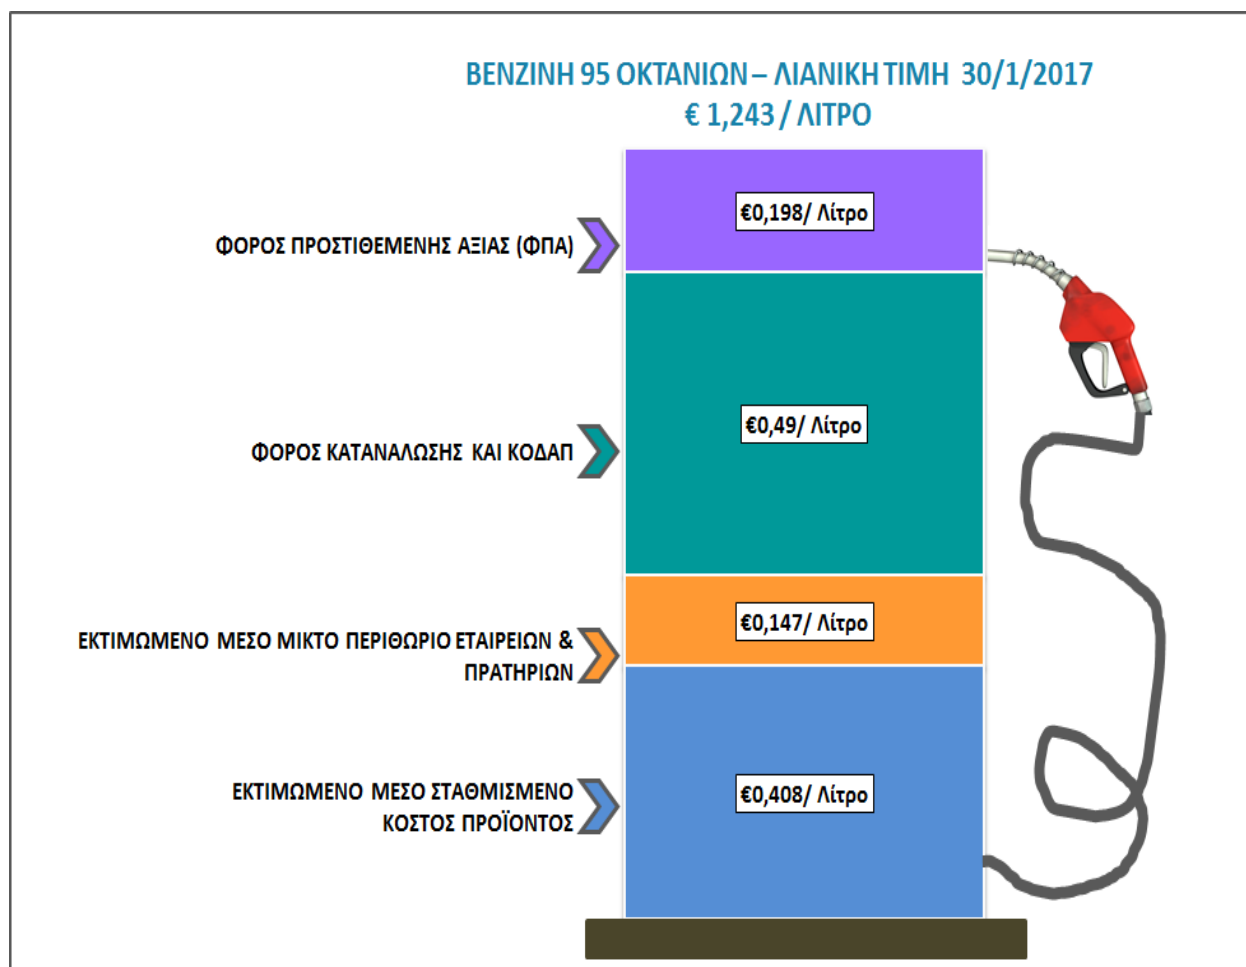 ΒΕΝΖΙΝΗ 95 ΟΚΤΑΝΙΩΝ – ΛΙΑΝΙΚΗ ΤΙΜΗ 30/1/2017
€ 1,243 / ΛΙΤΡΟ
€0,198/ Λίτρο
ΦΟΡΟΣ ΠΡΟΣΤΙΘΕΜΕΝΗΣ ΑΞΙΑΣ (ΦΠΑ)
€0,49/ Λίτρο
ΦΟΡΟΣ ΚΑΤΑΝΑΛΩΣΗΣ ΚΑΙ ΚΟΔΑΠ
€0,147/ Λίτρο
ΕΚΤΙΜΩΜΕΝΟ ΜΕΣΟ ΜΙΚΤΟ ΠΕΡΙΘΩΡΙΟ ΕΤΑΙΡΕΙΩΝ &
ΠΡΑΤΗΡΙΩΝ
€0,408/ Λίτρο
ΕΚΤΙΜΩΜΕΝΟ ΜΕΣΟ ΣΤΑΘΜΙΣΜΕΝΟ
ΚΟΣΤΟΣ ΠΡΟΪΟΝΤΟΣ